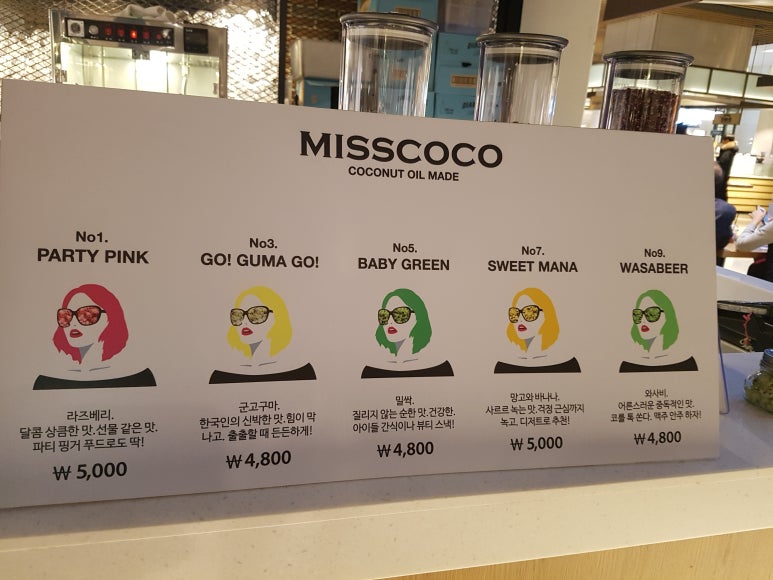 MISSCOCO
COCONUT OIL MADE
No1.
PARTY PINK
라즈베리.
달콤 상큼한 맛. 선물 같은 맛.
파티 핑거 푸드로도 딱!
₩ 5,000
No3.
GO! GUMA GO!
군고구마.
한국인의 신박한 맛. 힘이 막
나고. 출출할 때 든든하게!
₩ 4,800
No5.
BABY GREEN
밀싹.
질리지 않는 순한 맛. 건강한.
아이들 간식이나 뷰티 스낵!
₩ 4,800
No7.
SWEET MANA
망고와 바나나.
사르르 녹는 맛. 걱정 근심까지
녹고. 디저트로 추천!
₩ 5,000
No9.
WASABEER
와사비.
어른스러운 중독적인 맛.
코를 톡 쏜다. 맥주 안주 하자!
₩ 4,800